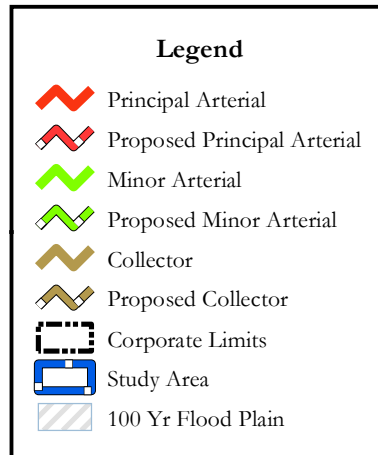 Legend
Principal Arterial
Proposed Principal Arterial
Minor Arterial
Proposed Minor Arterial
Collector
Proposed Collector
Corporate Limits
Study Area
100 Yr Flood Plain